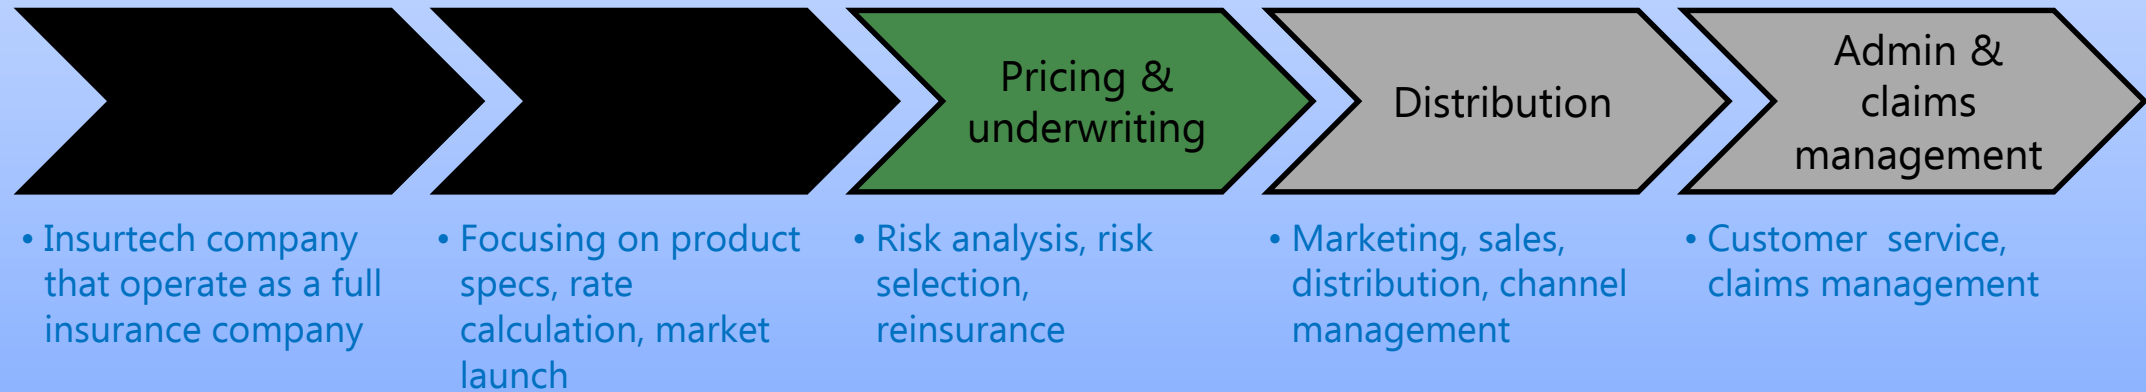 Pricing &
underwriting
Distribution
Admin &
claims
management
• Insurtech company
that operate as a full
insurance company
• Focusing on product
specs, rate
calculation, market
launch
• Risk analysis, risk
selection,
reinsurance
• Marketing, sales,
distribution, channel
management
• Customer  service,
claims management